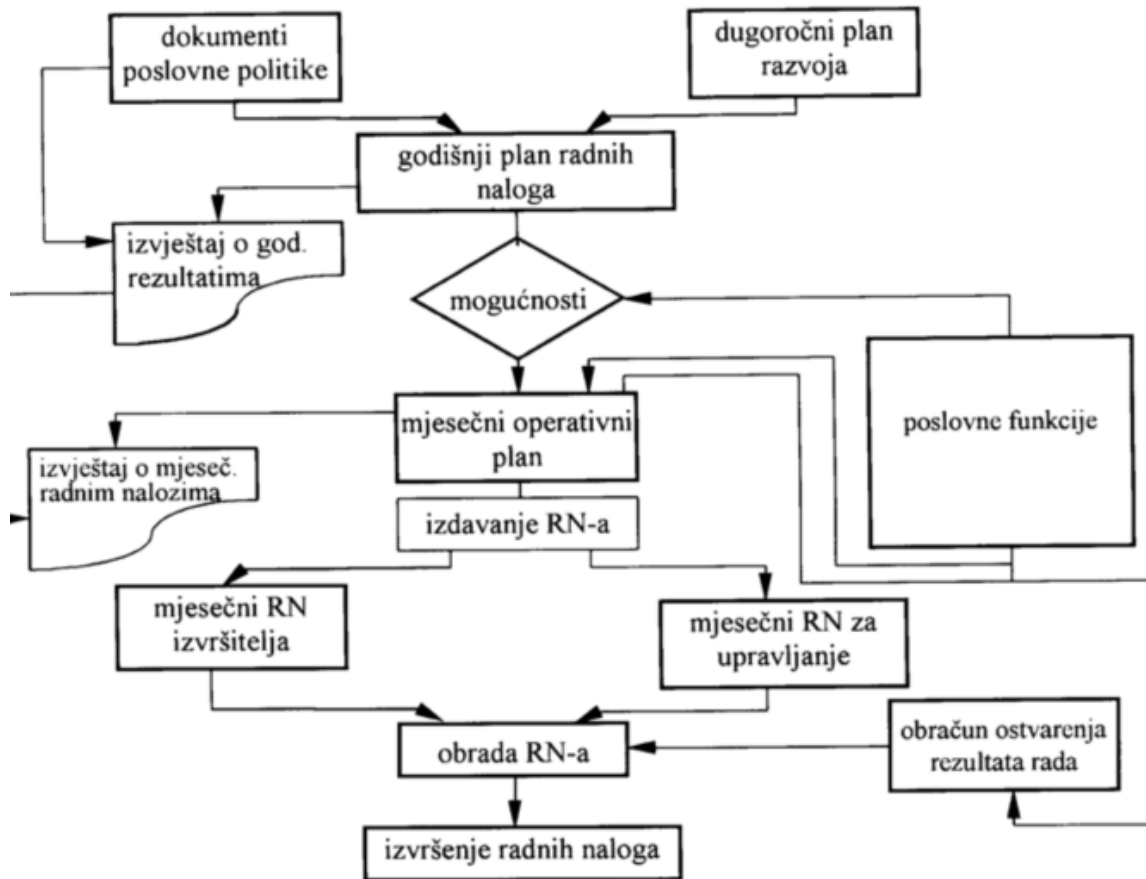 dokumenti
poslovne politike
dugoročni plan
razvoja
godišnji plan radnih
naloga
izvještaj o god.
rezultatima
mogućnosti
poslovne funkcije
mjesečni operativni
plan
izvještaj o mjeseč.
radnim nalozima
izdavanje RN-a
mjesečni RN
izvršitelja
mjesečni RN za
upravljanje
obračun ostvarenja
rezultata rada
obrada RN-a
izvršenje radnih naloga